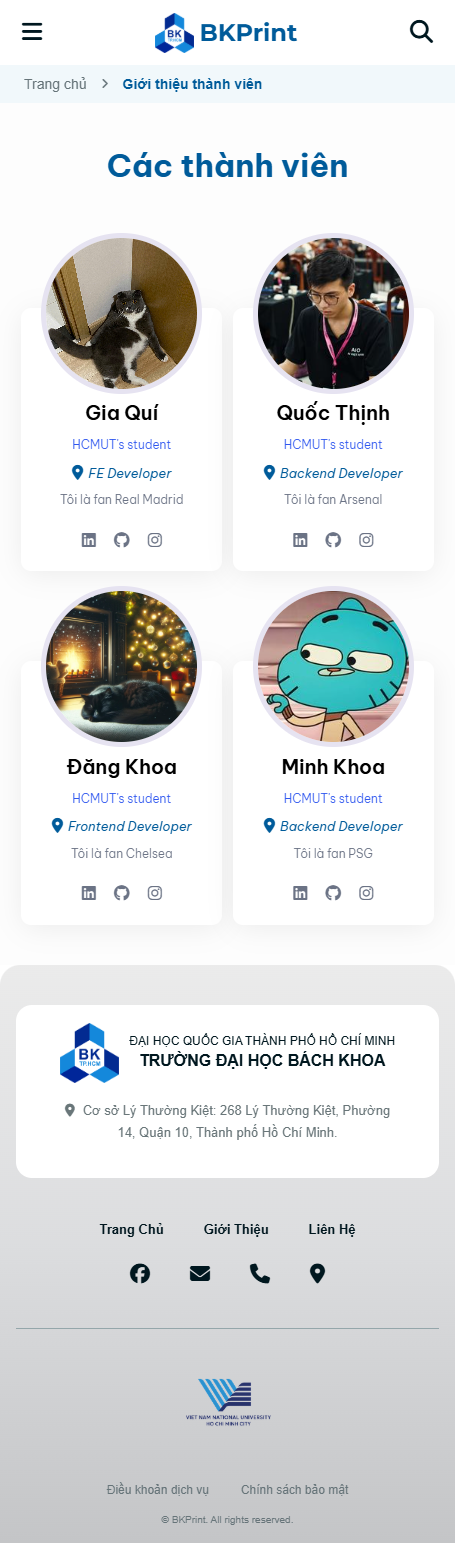 BK
TP.HCM
BKPrint
Trang chủ > Giới thiệu thành viên
Các thành viên
Gia Quí
HCMUT's student
FE Developer
Tôi là fan Real Madrid
Quốc Thịnh
HCMUT's student
Backend Developer
Tôi là fan Arsenal
Đăng Khoa
HCMUT's student
Frontend Developer
Tôi là fan Chelsea
Minh Khoa
HCMUT's student
Backend Developer
Tôi là fan PSG
BK
TP.HCM
ĐẠI HỌC QUỐC GIA THÀNH PHỐ HỒ CHÍ MINH
TRƯỜNG ĐẠI HỌC BÁCH KHOA
Cơ sở Lý Thường Kiệt: 268 Lý Thường Kiệt, Phường
14, Quận 10, Thành phố Hồ Chí Minh.
Trang Chủ Giới Thiệu Liên Hệ
VIET NAM NATIONAL UNIVERSITY
HO CHI MINH CITY
Điều khoản dịch vụ Chính sách bảo mật
© BKPrint. All rights reserved.